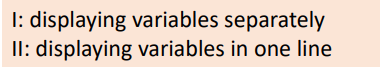 I: displaying variables separately
II: displaying variables in one line